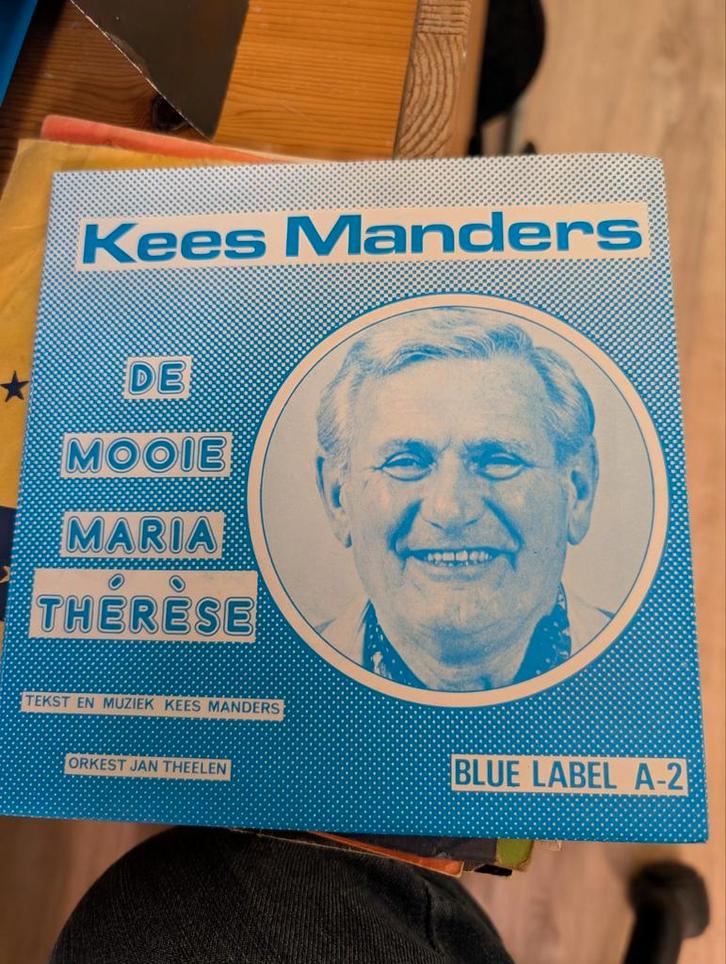 Kees Manders
DE
MOOIE
MARIA
THÉRÈSE
TEKST EN MUZIEK KEES MANDERS
ORKEST JAN THEELEN
BLUE LABEL A-2